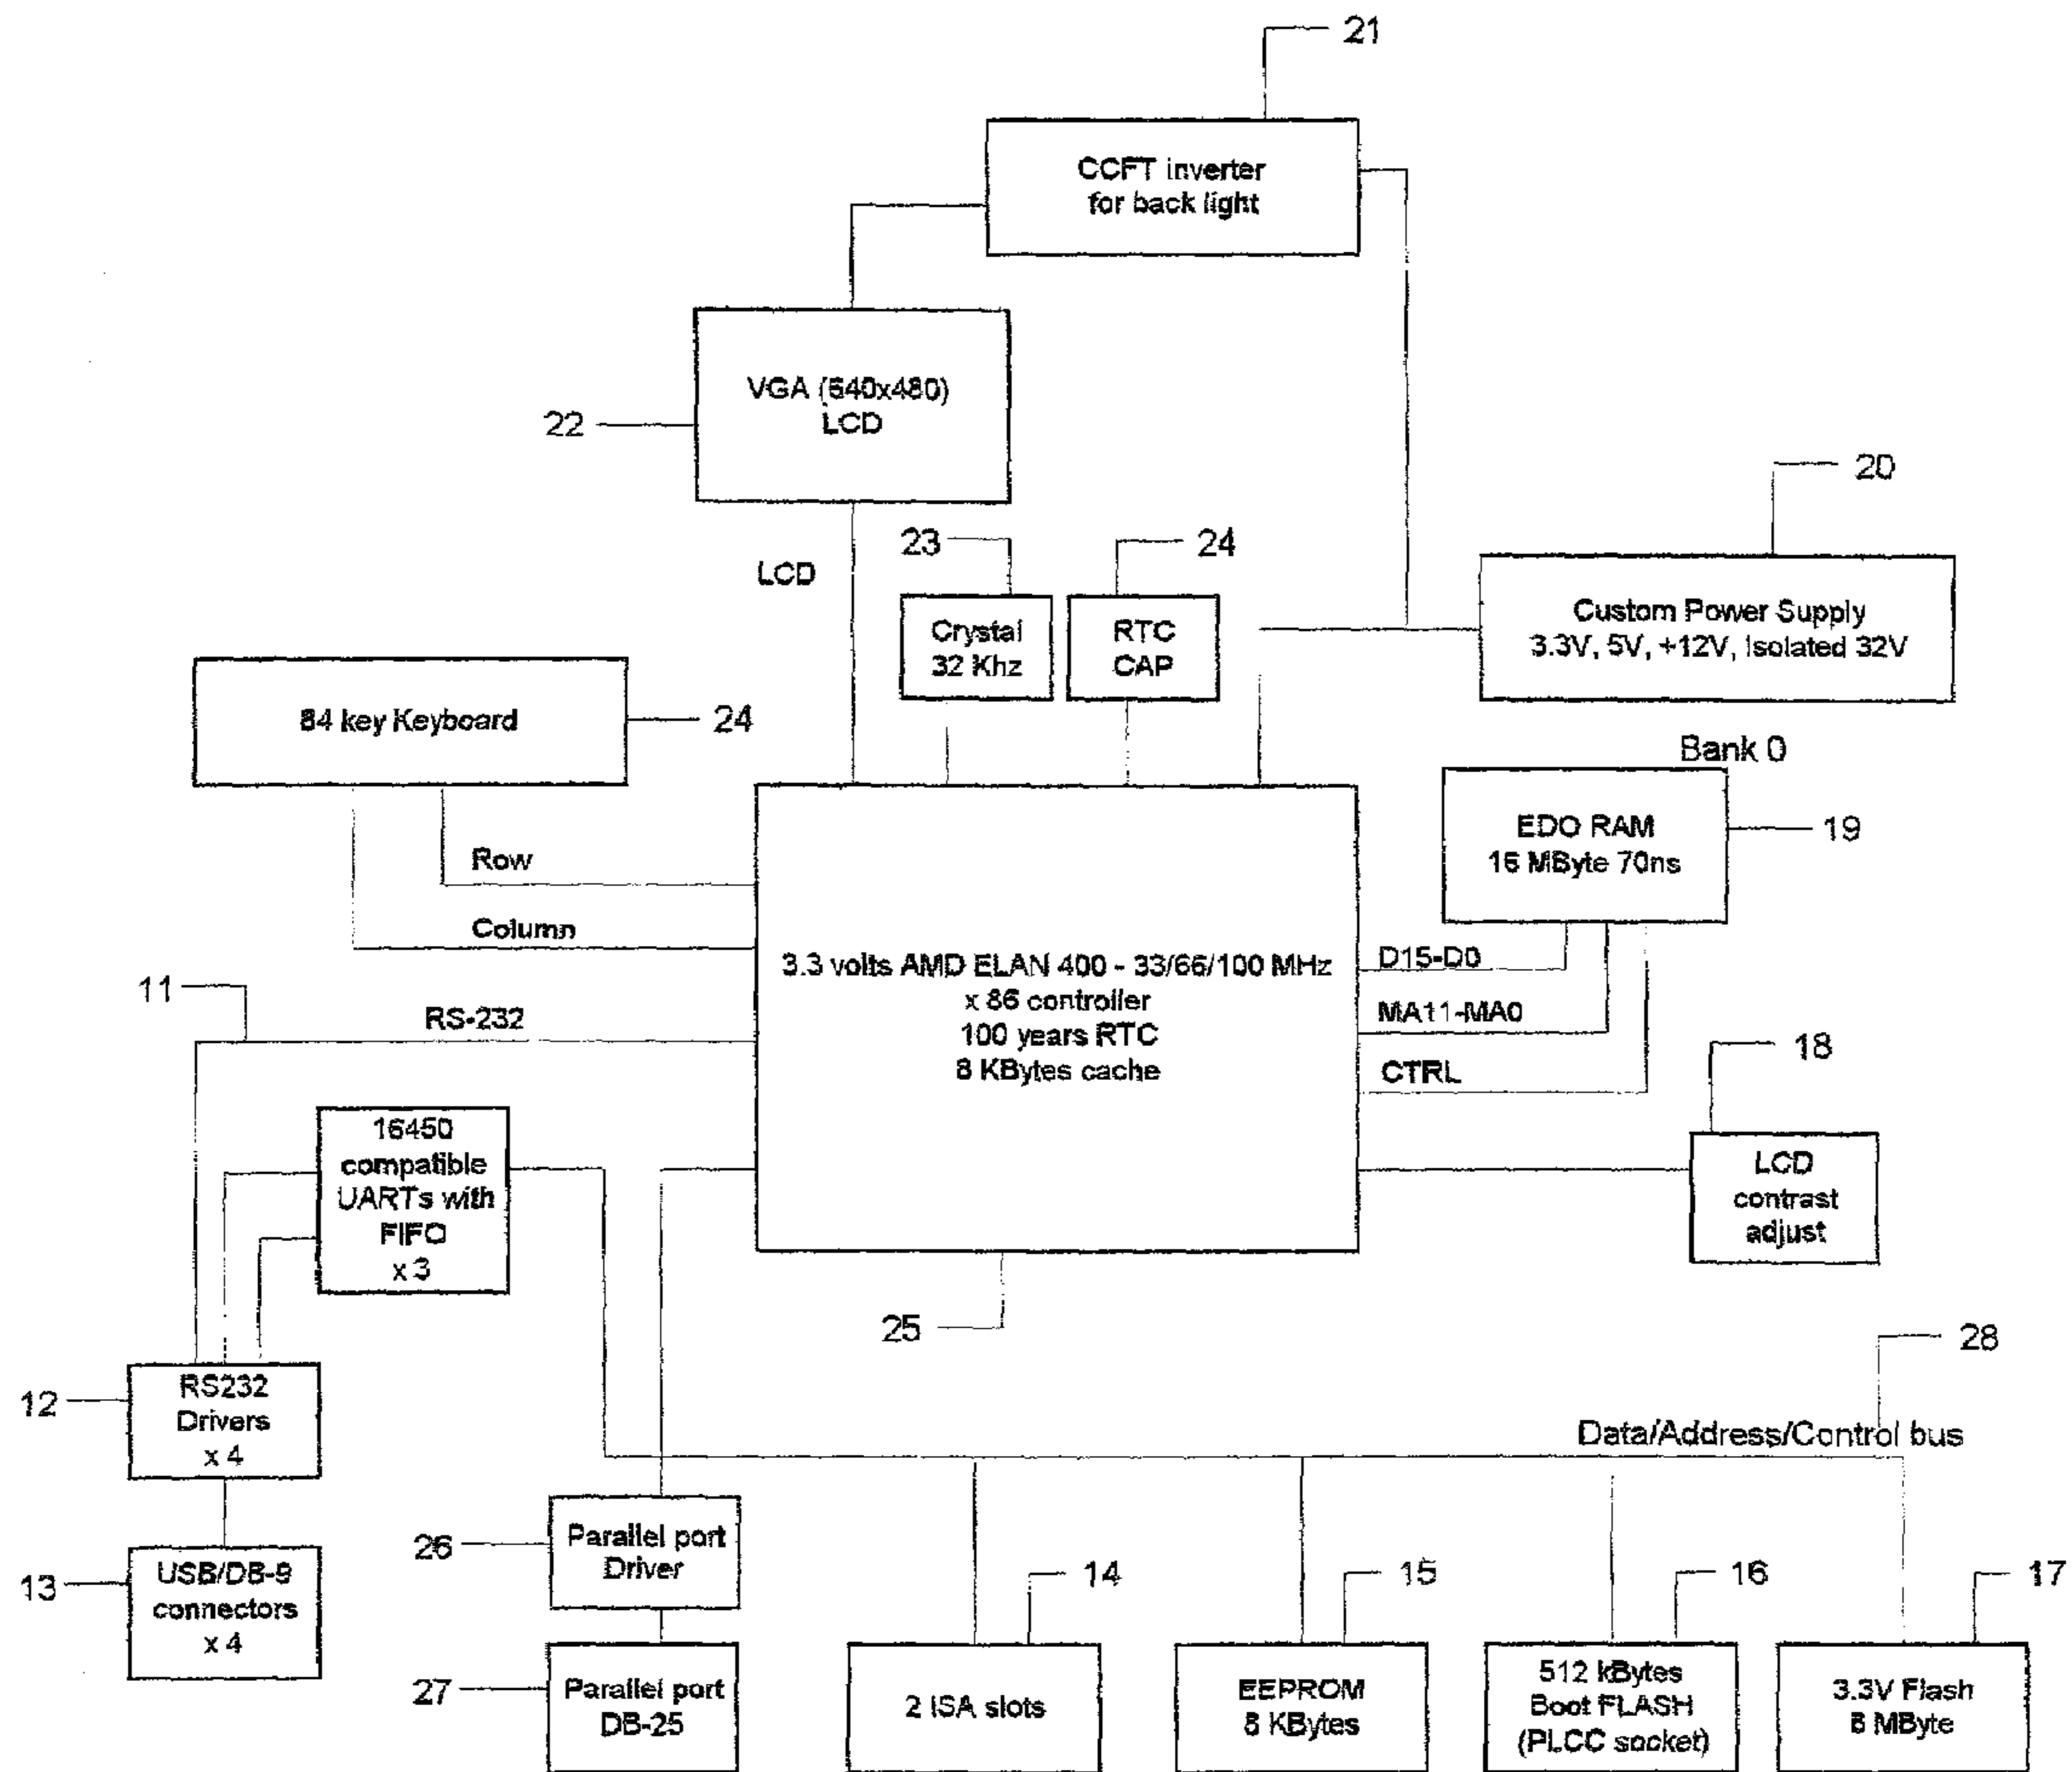 21
CCFT inverter
for back light
VGA (640x480)
LCD
22
20
23
24
LCD
Crystal
32 Khz
RTC
CAP
Custom Power Supply
3.3V, 5V, +12V, Isolated 32V
84 key Keyboard
24
Bank 0
EDO RAM
16 MByte 70ns
19
Row
Column
3.3 volts AMD ELAN 400 - 33/66/100 MHz
x 86 controller
100 years RTC
8 KBytes cache
D15-D0
MA11-MA0
CTRL
11
RS-232
18
16450
compatible
UARTs with
FIFO
x 3
LCD
contrast
adjust
25
28
12
RS232
Drivers
x 4
Data/Address/Control bus
26
Parallel port
Driver
13
USB/DB-9
connectors
x 4
14
15
16
17
27
Parallel port
DB-25
2 ISA slots
EEPROM
8 KBytes
512 kBytes
Boot FLASH
(PLCC socket)
3.3V Flash
8 MByte